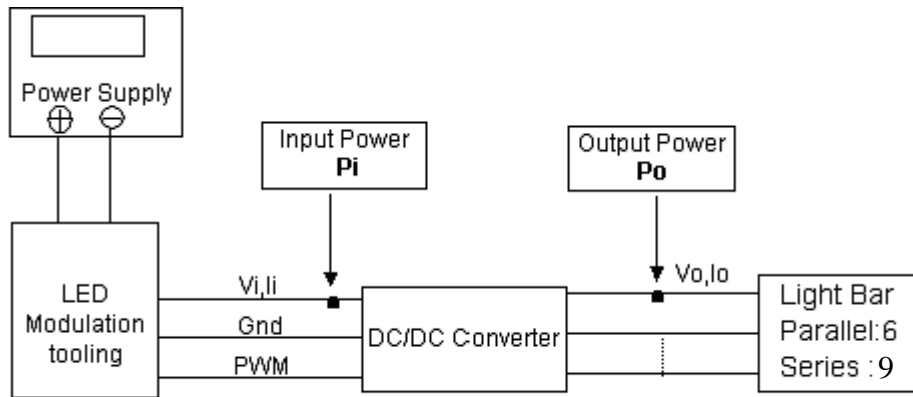 Power Supply
Input Power
Pi
Output Power
Po
LED
Modulation
tooling
Vi,Ii
Gnd
PWM
DC/DC Converter
Vo,Io
Light Bar
Parallel:6
Series :9